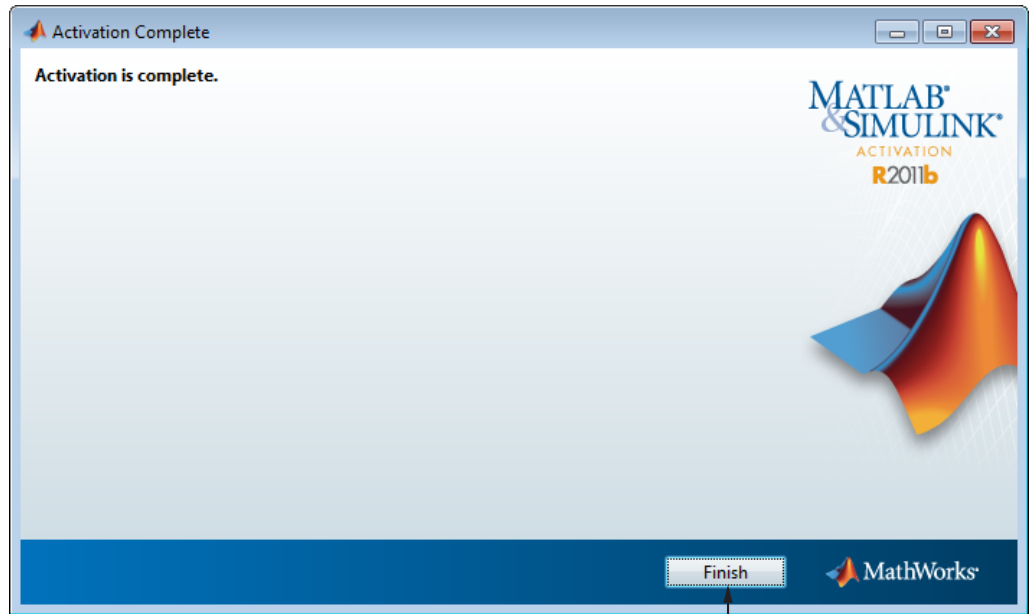 Activation Complete
Activation is complete.
MATLAB®
&SIMULINK®
ACTIVATION
R2011b
Finish
MathWorks®